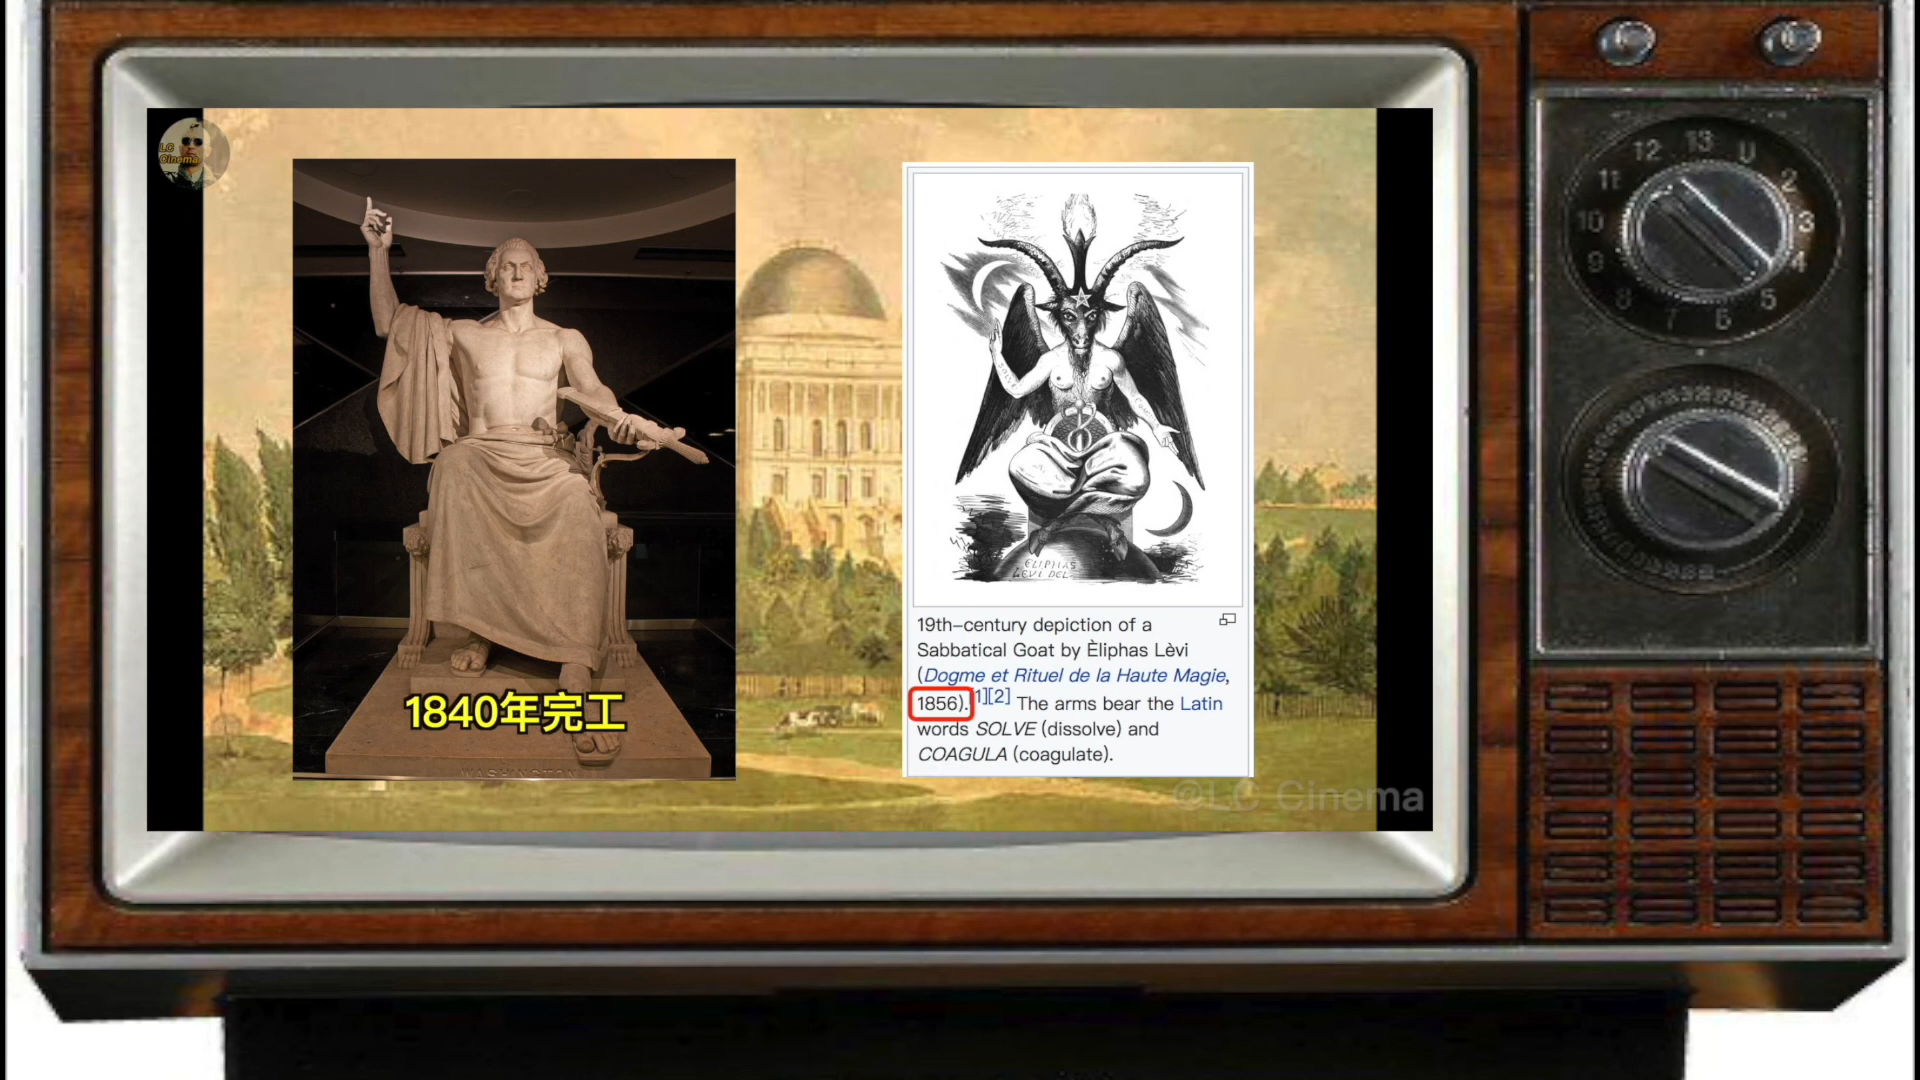 LC
Cinema
1840年完工
WASHINGTON
SOLVE
ELIPHAS
LEVI DEL
19th-century depiction of a
Sabbatical Goat by Èliphas Lèvi
(Dogme et Rituel de la Haute Magie,
1856).[1][2] The arms bear the Latin
words SOLVE (dissolve) and
COAGULA (coagulate).
@LC Cinema
12 13 U 2 3 4 5 6 7 8 9 10 11